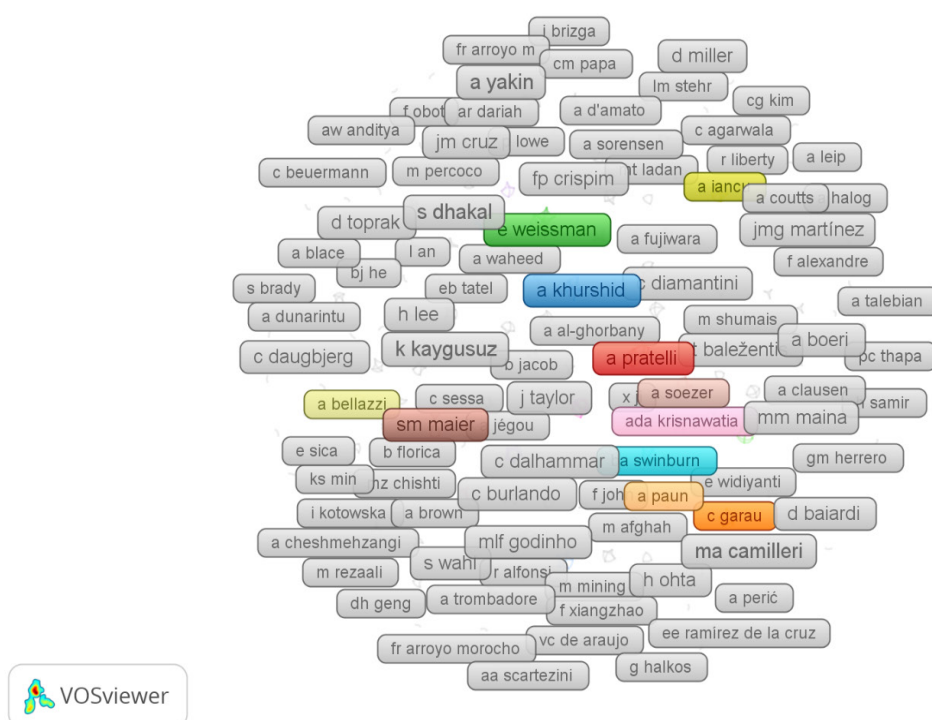 i brizga
fr arroyo m
d miller
cm papa
a yakin
lm stehr
cg kim
f obot
ar dariah
a d'amato
aw anditya
c agarwala
jm cruz
lowe
a sorensen
r liberty
a leip
c beuermann
m percoco
nt ladan
fp crispim
a iancu
a coutts
halog
s dhakal
d toprak
e weissman
jmg martínez
a fujiwara
a blace
l an
a waheed
f alexandre
bj he
s brady
eb tatel
a khurshid
c diamantini
a talebian
a dunarintu
h lee
m shumais
a al-ghorbany
a boeri
c daugbjerg
k kaygusuz
b jacob
a pratelli
t baležentis
pc thapa
a clausen
a bellazzi
c sessa
j taylor
x j
a soezer
samir
sm maier
jégou
ada krisnawatia
mm maina
e sica
b florica
c dalhammar
ba swinburn
gm herrero
ks min
nz chishti
e widiyanti
c burlando
f john
a paun
i kotowska
a brown
c garau
d baiardi
m afghah
a cheshmehzangi
mlf godinho
ma camilleri
s wahl
r alfonsi
m rezaali
m mining
h ohta
dh geng
a trombadore
f xiangzhao
a perić
fr arroyo morocho
vc de araujo
ee ramirez de la cruz
aa scartezini
g halkos
VOSviewer